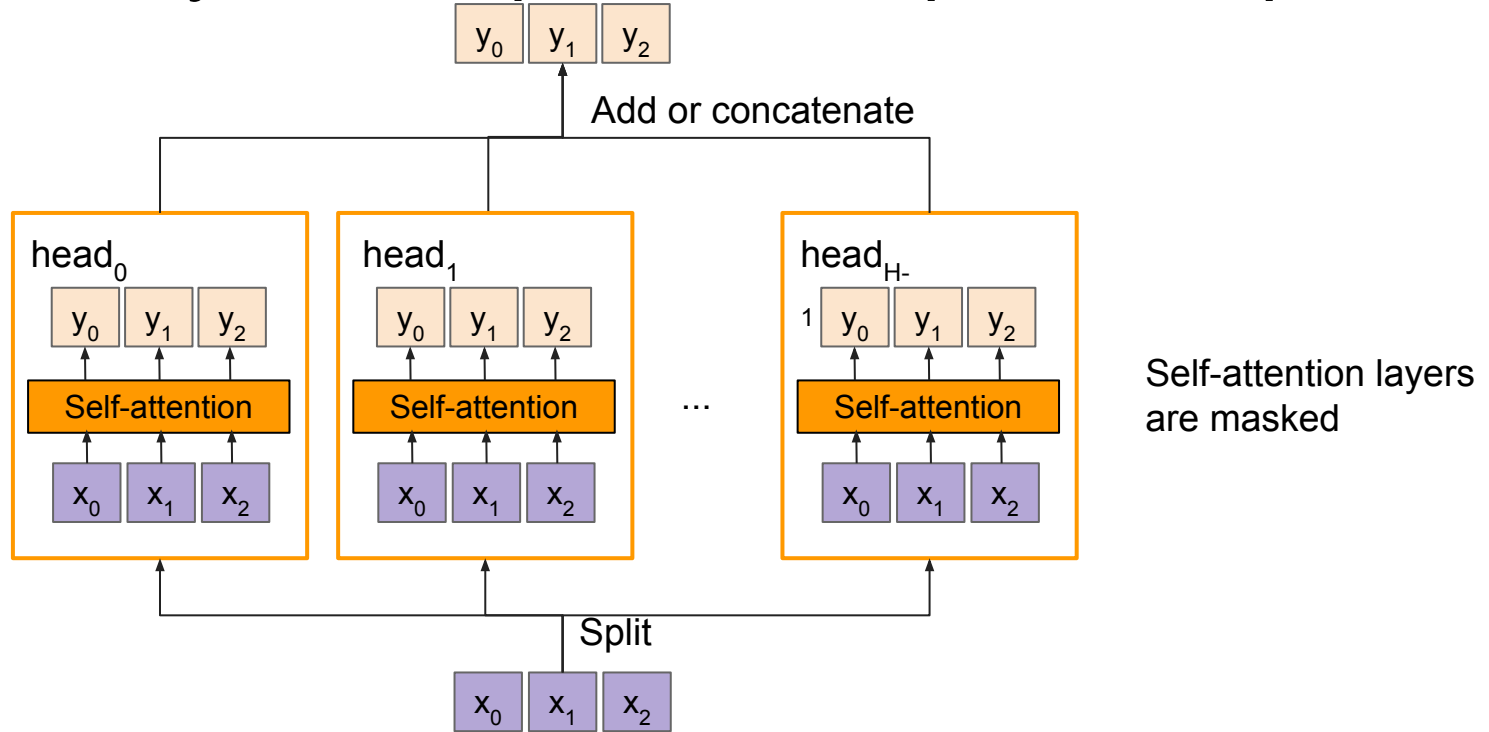 y0 y1 y2
Add or concatenate
head0 head1 headH-1
y0 y1 y2 y0 y1 y2 y0 y1 y2
Self-attention Self-attention ... Self-attention
Self-attention layers
are masked
x0 x1 x2 x0 x1 x2 x0 x1 x2
Split
x0 x1 x2